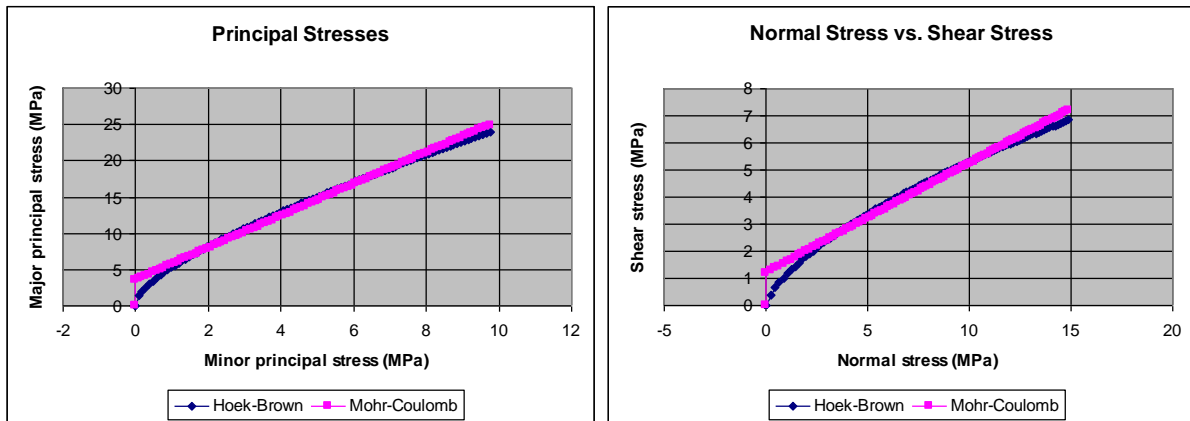 Principal Stresses
Major principal stress (MPa)
30
25
20
15
10
5
0
-2 0 2 4 6 8 10 12
Minor principal stress (MPa)
Hoek-Brown Mohr-Coulomb
Normal Stress vs. Shear Stress
Shear stress (MPa)
8
7
6
5
4
3
2
1
0
-5 0 5 10 15 20
Normal stress (MPa)
Hoek-Brown Mohr-Coulomb